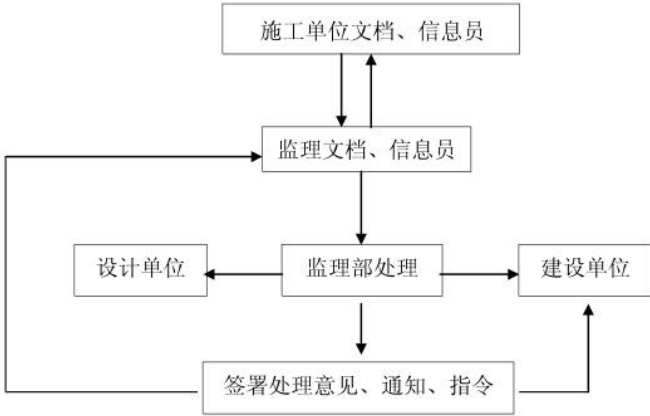 施工单位文档、信息员
监理文档、信息员
设计单位
监理部处理
建设单位
签署处理意见、通知、指令